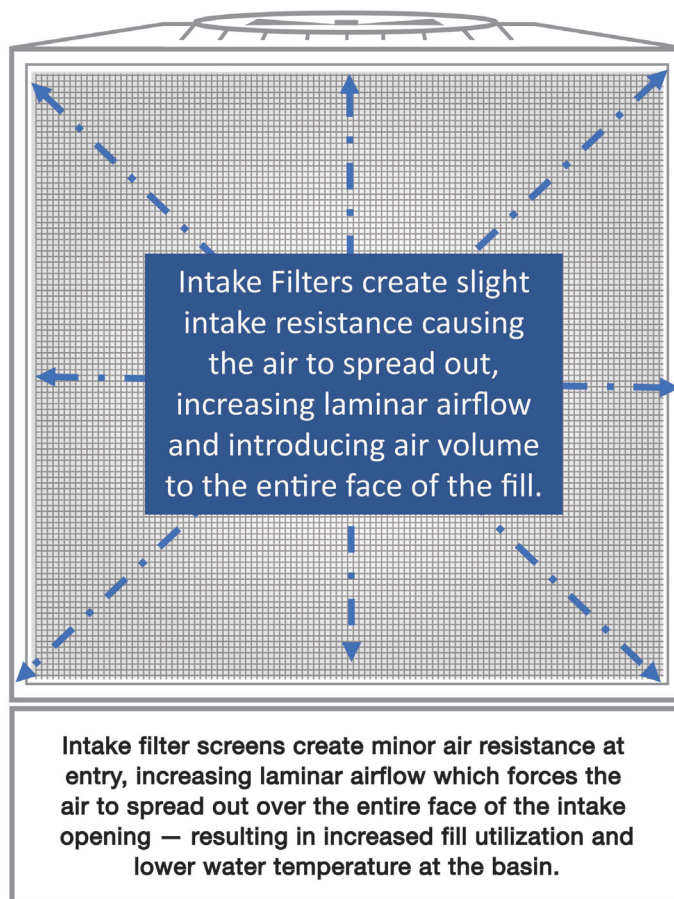 Intake Filters create slight
intake resistance causing
the air to spread out,
increasing laminar airflow
and introducing air volume
to the entire face of the fill.
Intake filter screens create minor air resistance at
entry, increasing laminar airflow which forces the
air to spread out over the entire face of the intake
opening — resulting in increased fill utilization and
lower water temperature at the basin.